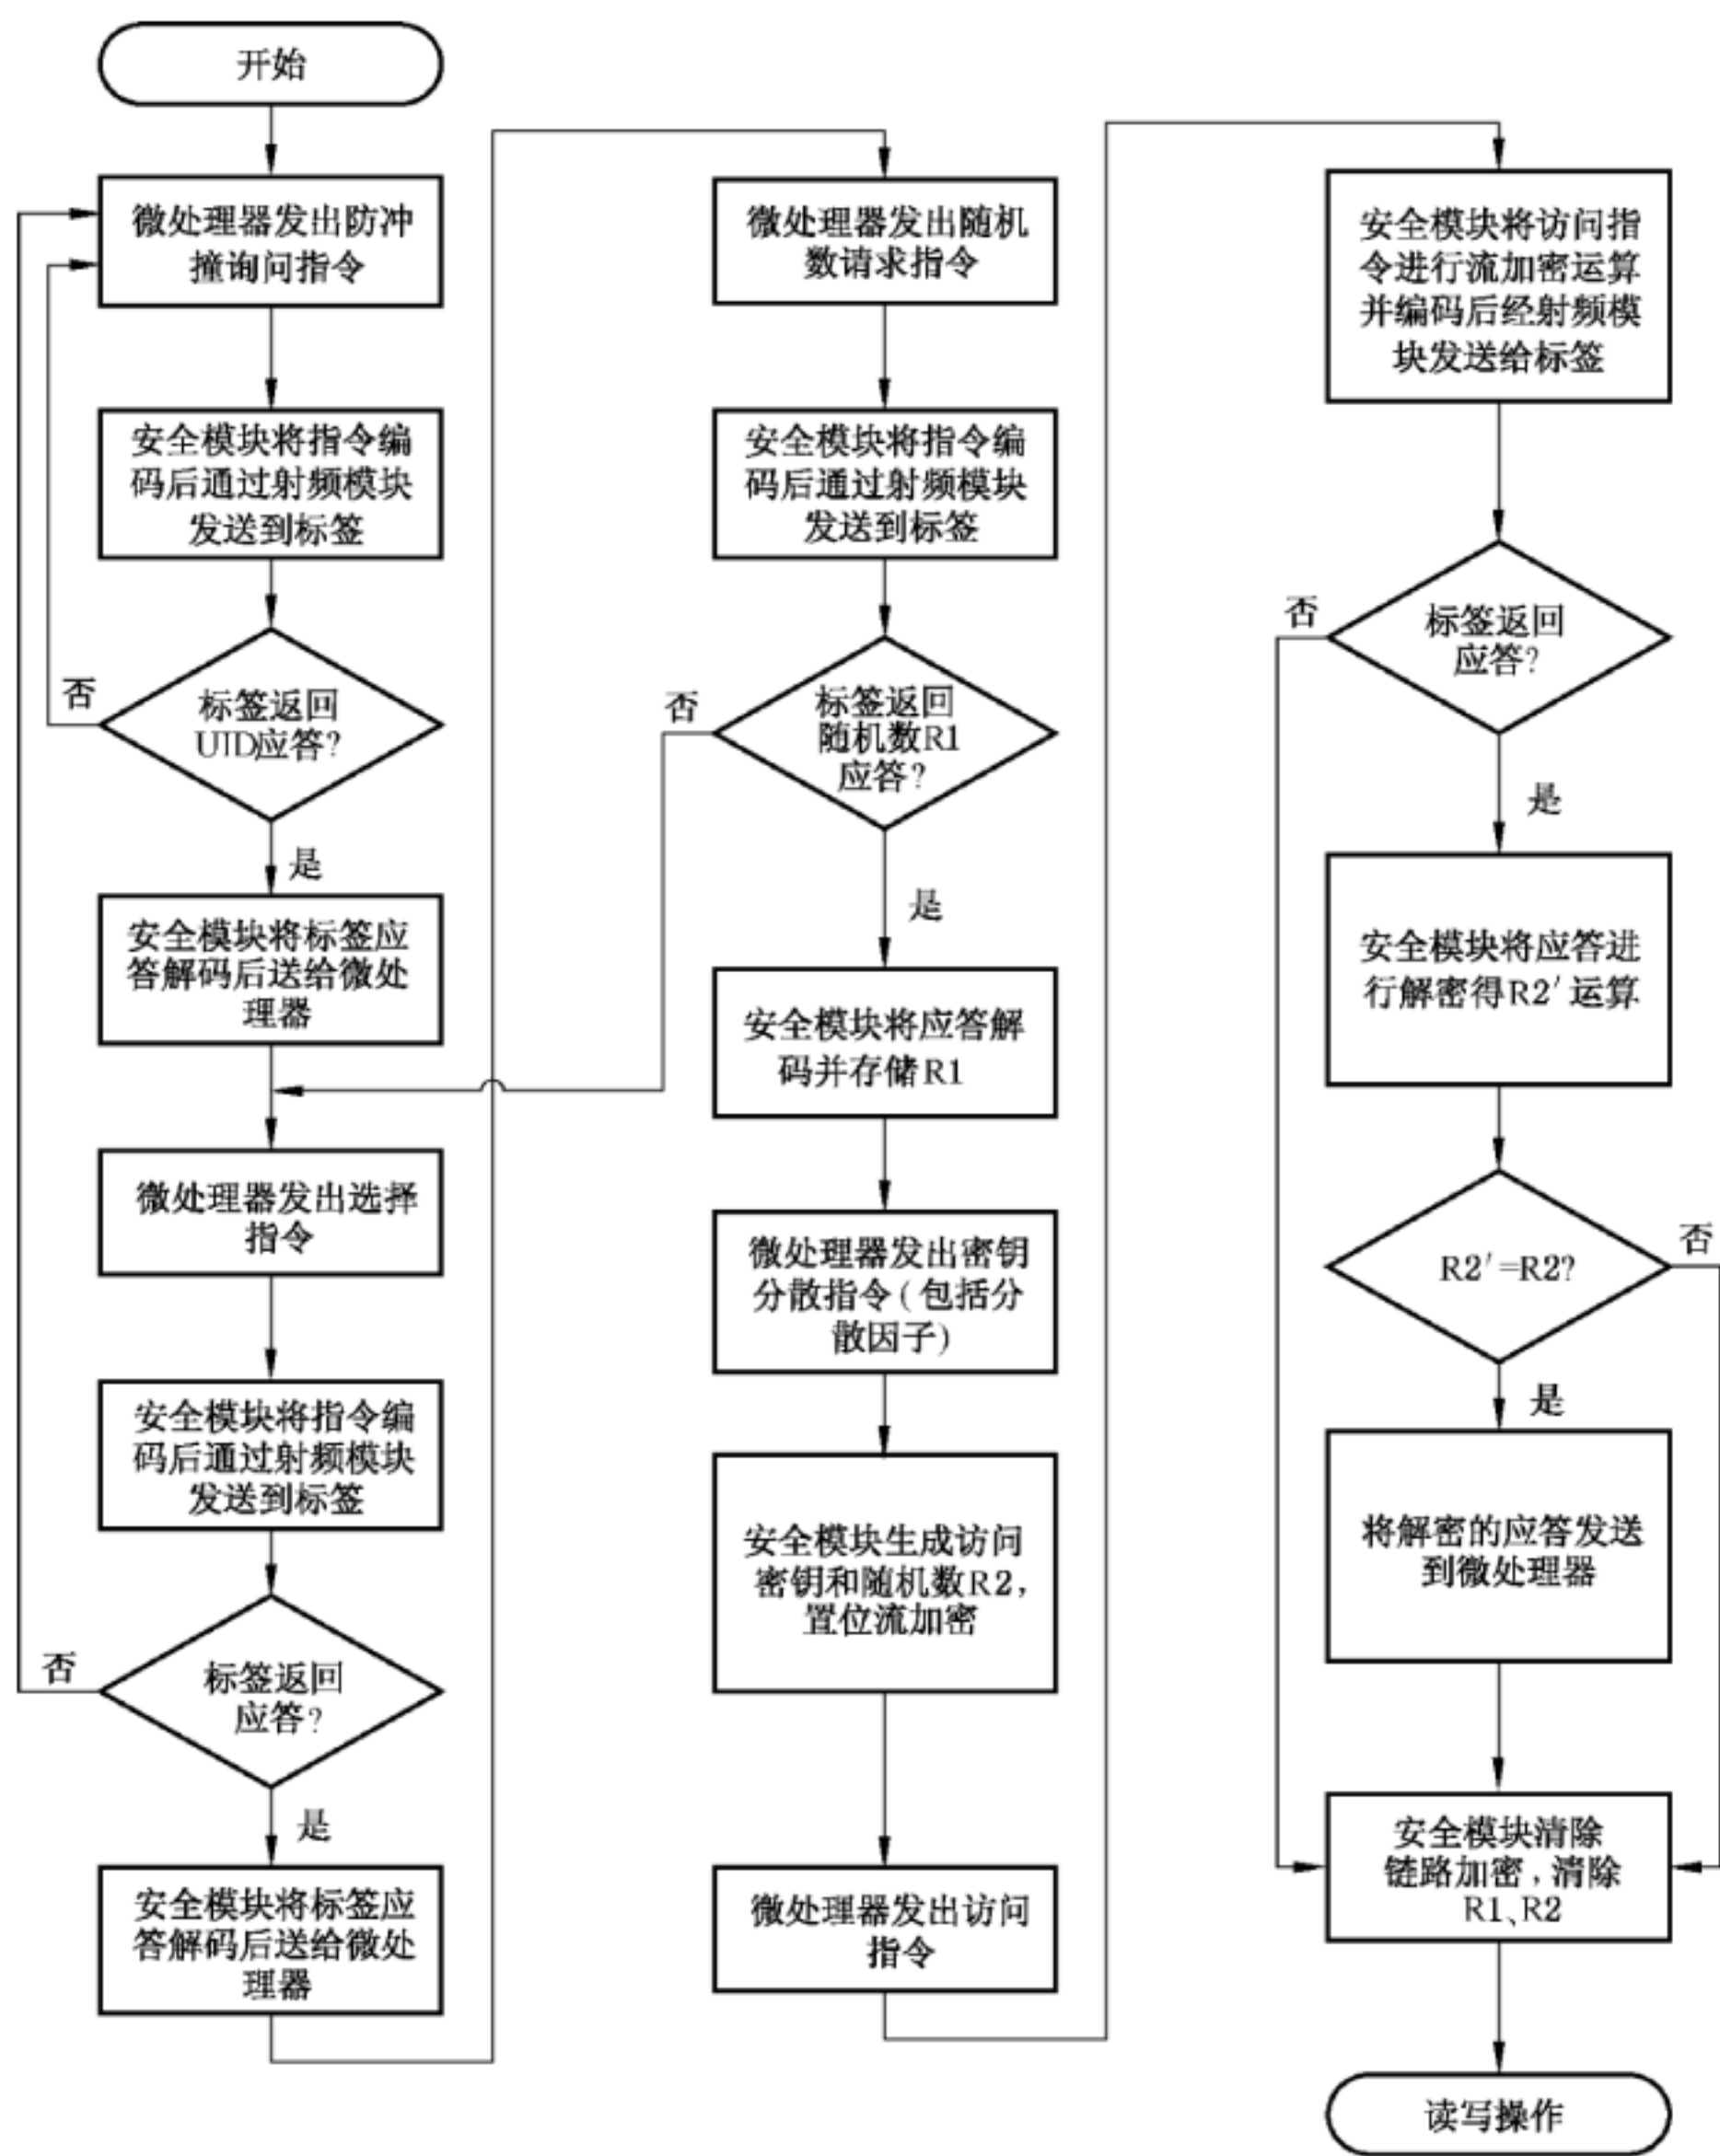 开始
微处理器发出防冲
撞询问指令
安全模块将指令编
码后通过射频模块
发送到标签
标签返回
UID应答?
否
是
安全模块将标签应
答解码后送给微处
理器
微处理器发出选择
指令
安全模块将指令编
码后通过射频模块
发送到标签
标签返回
应答?
否
是
安全模块将标签应
答解码后送给微处
理器
微处理器发出随机
数请求指令
安全模块将指令编
码后通过射频模块
发送到标签
标签返回
随机数R1
应答?
否
是
安全模块将应答解
码并存储R1
微处理器发出密钥
分散指令(包括分
散因子)
安全模块生成访问
密钥和随机数R2,
置位流加密
微处理器发出访问
指令
安全模块将访问指
令进行流加密运算
并编码后经射频模
块发送给标签
标签返回
应答?
否
是
安全模块将应答进
行解密得R2′运算
R2′=R2?
否
是
将解密的应答发送
到微处理器
安全模块清除
链路加密,清除
R1、R2
读写操作